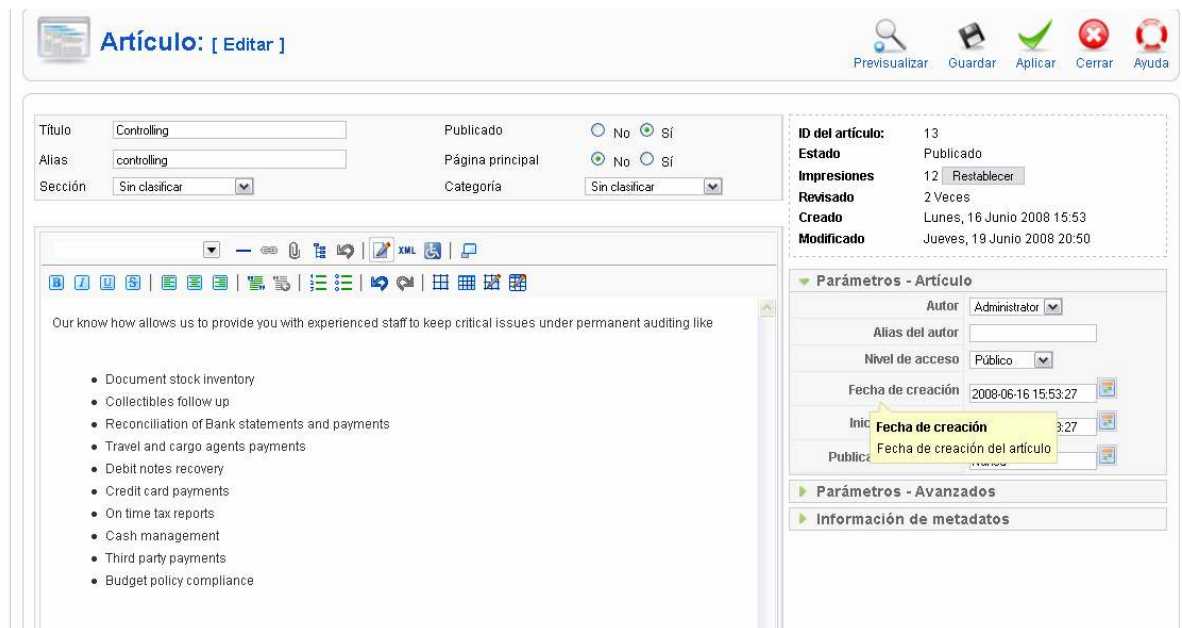 Artículo: [ Editar ]
Previsualizar Guardar Aplicar Cerrar Ayuda
Título Controlling Publicado No Sí
Alias controlling Página principal No Sí
Sección Sin clasificar Categoría Sin clasificar
ID del artículo: 13
Estado Publicado
Impresiones 12 Restablecer
Revisado 2 Veces
Creado Lunes, 16 Junio 2008 15:53
Modificado Jueves, 19 Junio 2008 20:50
XML
B I U S
Our know how allows us to provide you with experienced staff to keep critical issues under permanent auditing like
Document stock inventory
Collectibles follow up
Reconciliation of Bank statements and payments
Travel and cargo agents payments
Debit notes recovery
Credit card payments
On time tax reports
Cash management
Third party payments
Budget policy compliance
Parámetros - Artículo
Autor Administrator
Alias del autor
Nivel de acceso Público
Fecha de creación 2008-06-16 15:53:27
Fecha de creación
Fecha de creación del artículo
3:27
Parámetros - Avanzados
Información de metadatos